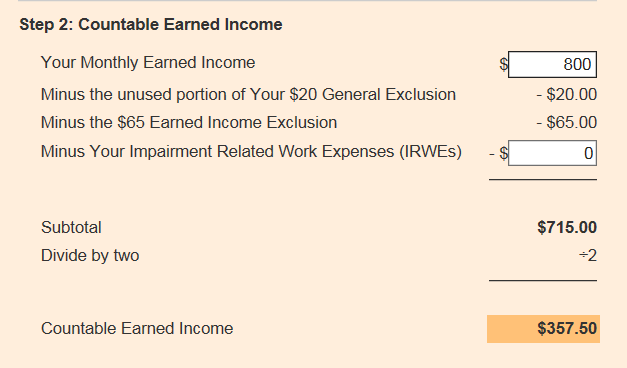 Step 2: Countable Earned Income
Your Monthly Earned Income $ 800
Minus the unused portion of Your $20 General Exclusion - $20.00
Minus the $65 Earned Income Exclusion - $65.00
Minus Your Impairment Related Work Expenses (IRWEs) - $ 0
Subtotal $715.00
Divide by two ÷2
Countable Earned Income $357.50